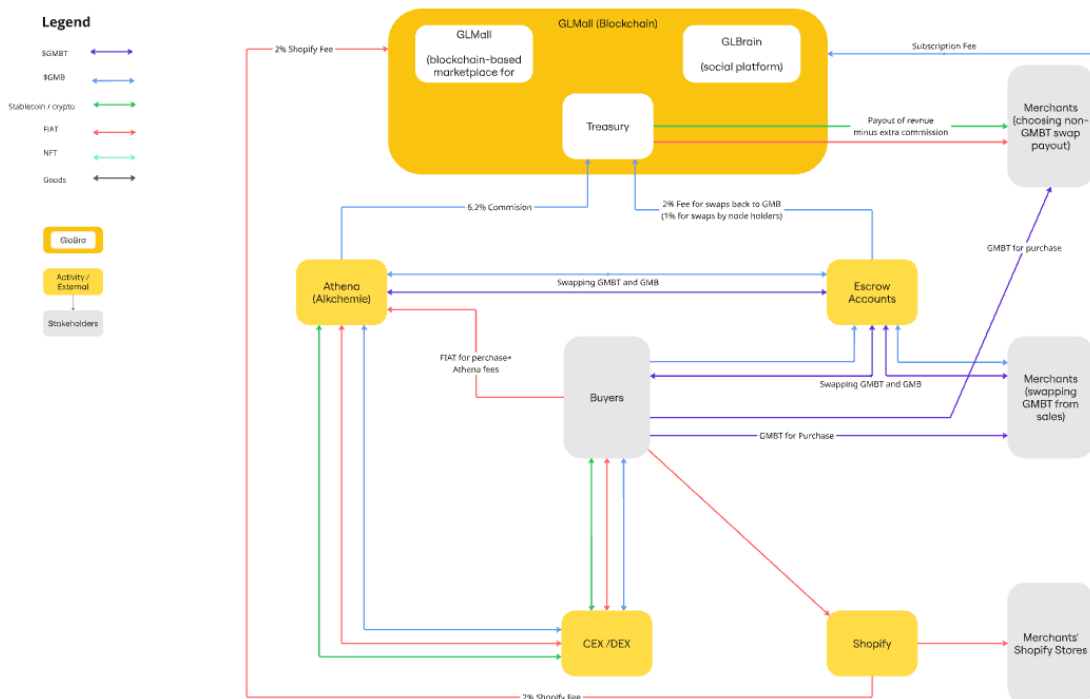 Legend
$GMBT
$GMB
Stablecoin / crypto
FIAT
NFT
Goods
GloBra
Activity /
External
Stakeholders
GLMall (Blockchain)
GLMall
(blockchain-based
marketplace for
GLBrain
(social platform)
2% Shopify Fee
Subscription Fee
Treasury
Payout of revnue
minus extra commission
Merchants
(choosing non-
GMBT swap
payout)
6,2% Commision
2% Fee for swaps back to GMB
(1% for swaps by node holders)
GMBT for purchase
Athena
(Alkchemie)
Swapping GMBT and GMB
Escrow
Accounts
FIAT for perchase+
Athena fees
Buyers
Swapping GMBT and GMB
Merchants
(swapping
GMBT from
sales)
GMBT for Purchase
CEX /DEX
Shopify
Merchants'
Shopify Stores
2% Shopify Fee